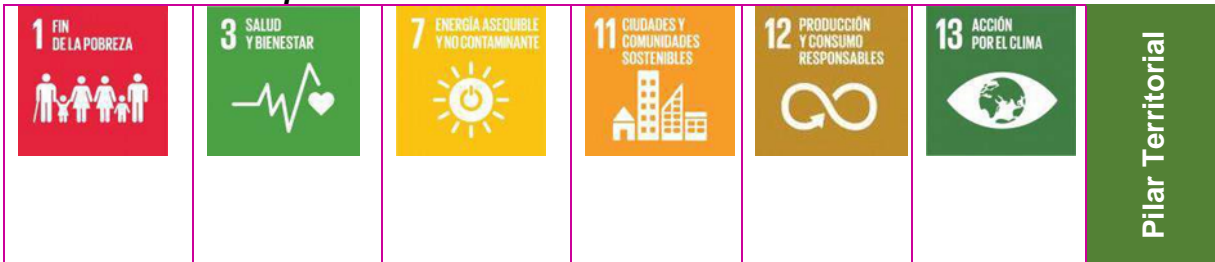 1 FIN
DE LA POBREZA
3 SALUD
Y BIENESTAR
7 ENERGÍA ASEQUIBLE
Y NO CONTAMINANTE
11 CIUDADES Y
COMUNIDADES
SOSTENIBLES
12 PRODUCCIÓN
Y CONSUMO
RESPONSABLES
13 ACCIÓN
POR EL CLIMA
Pilar Territorial